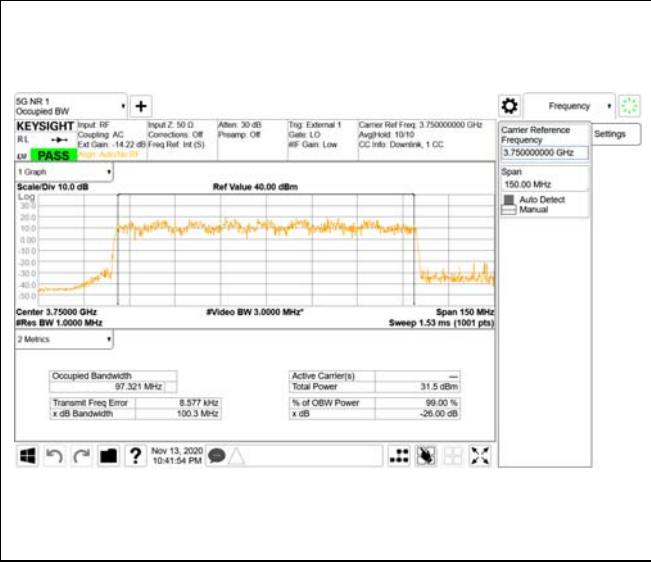 5G NR 1
Occupied BW
Frequency
KEYSIGHT
R L
PASS
Input: RF
Coupling: AC
Ext Gain: -14.22 dB
Align: Auto/No RF
Input Z: 50 Ω
Corrections: Off
Freq Ref: Int (S)
Atten: 30 dB
Preamp: Off
Trig: External 1
Gate: LO
#IF Gain: Low
Carrier Ref Freq: 3.750000000 GHz
Avg|Hold: 10/10
CC Info: Downlink, 1 CC
Carrier Reference
Frequency
3.750000000 GHz
Settings
Span
150.00 MHz
Auto Detect
Manual
1 Graph
Scale/Div 10.0 dB
Ref Value 40.00 dBm
Log
30.0
20.0
10.0
0.00
-10.0
-20.0
-30.0
-40.0
-50.0
Center 3.75000 GHz
#Video BW 3.0000 MHz*
Span 150 MHz
#Res BW 1.0000 MHz
Sweep 1.53 ms (1001 pts)
2 Metrics
Occupied Bandwidth
97.321 MHz
Active Carrier(s)
---
Total Power
31.5 dBm
Transmit Freq Error
8.577 kHz
% of OBW Power
99.00 %
x dB Bandwidth
100.3 MHz
x dB
-26.00 dB
?
Nov 13, 2020
10:41:54 PM